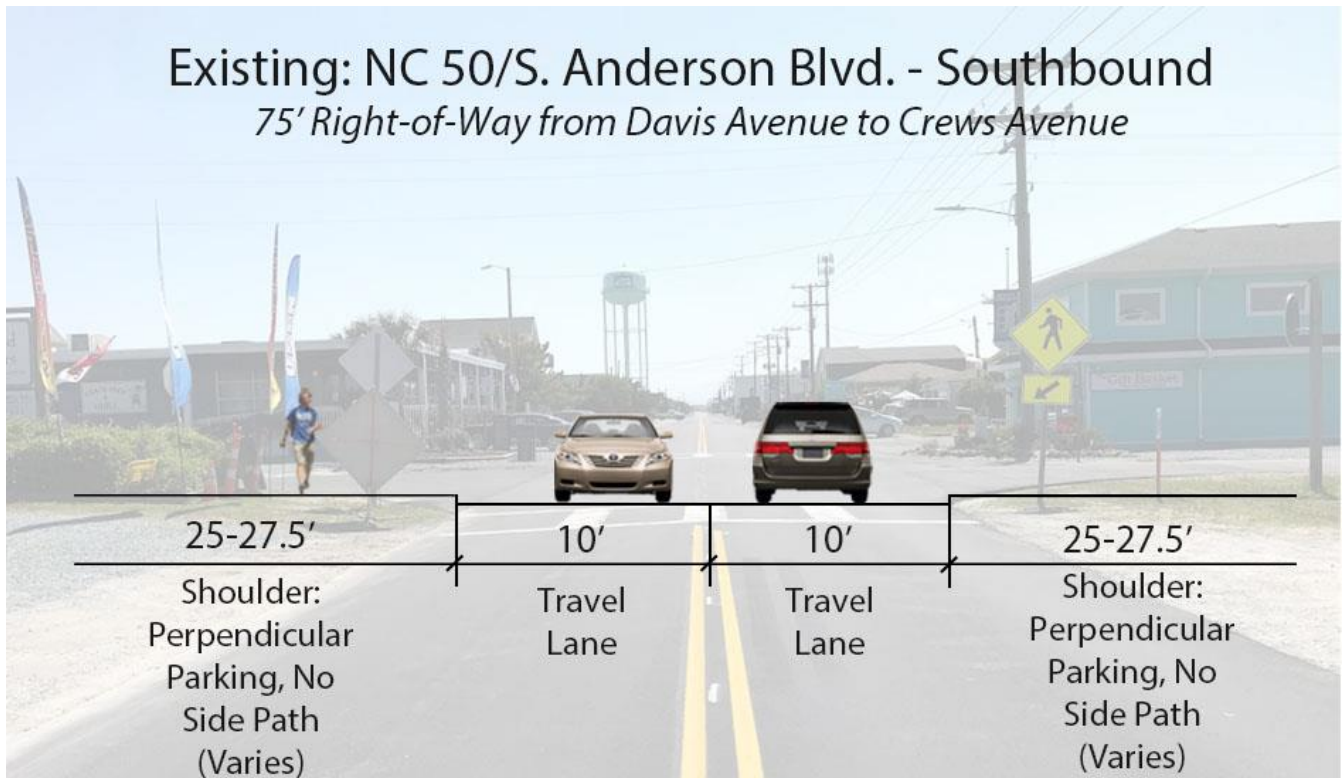 Existing: NC 50/S. Anderson Blvd. - Southbound
75' Right-of-Way from Davis Avenue to Crews Avenue
25-27.5'
10'
10'
25-27.5'
Shoulder:
Perpendicular
Parking, No
Side Path
(Varies)
Travel
Lane
Travel
Lane
Shoulder:
Perpendicular
Parking, No
Side Path
(Varies)